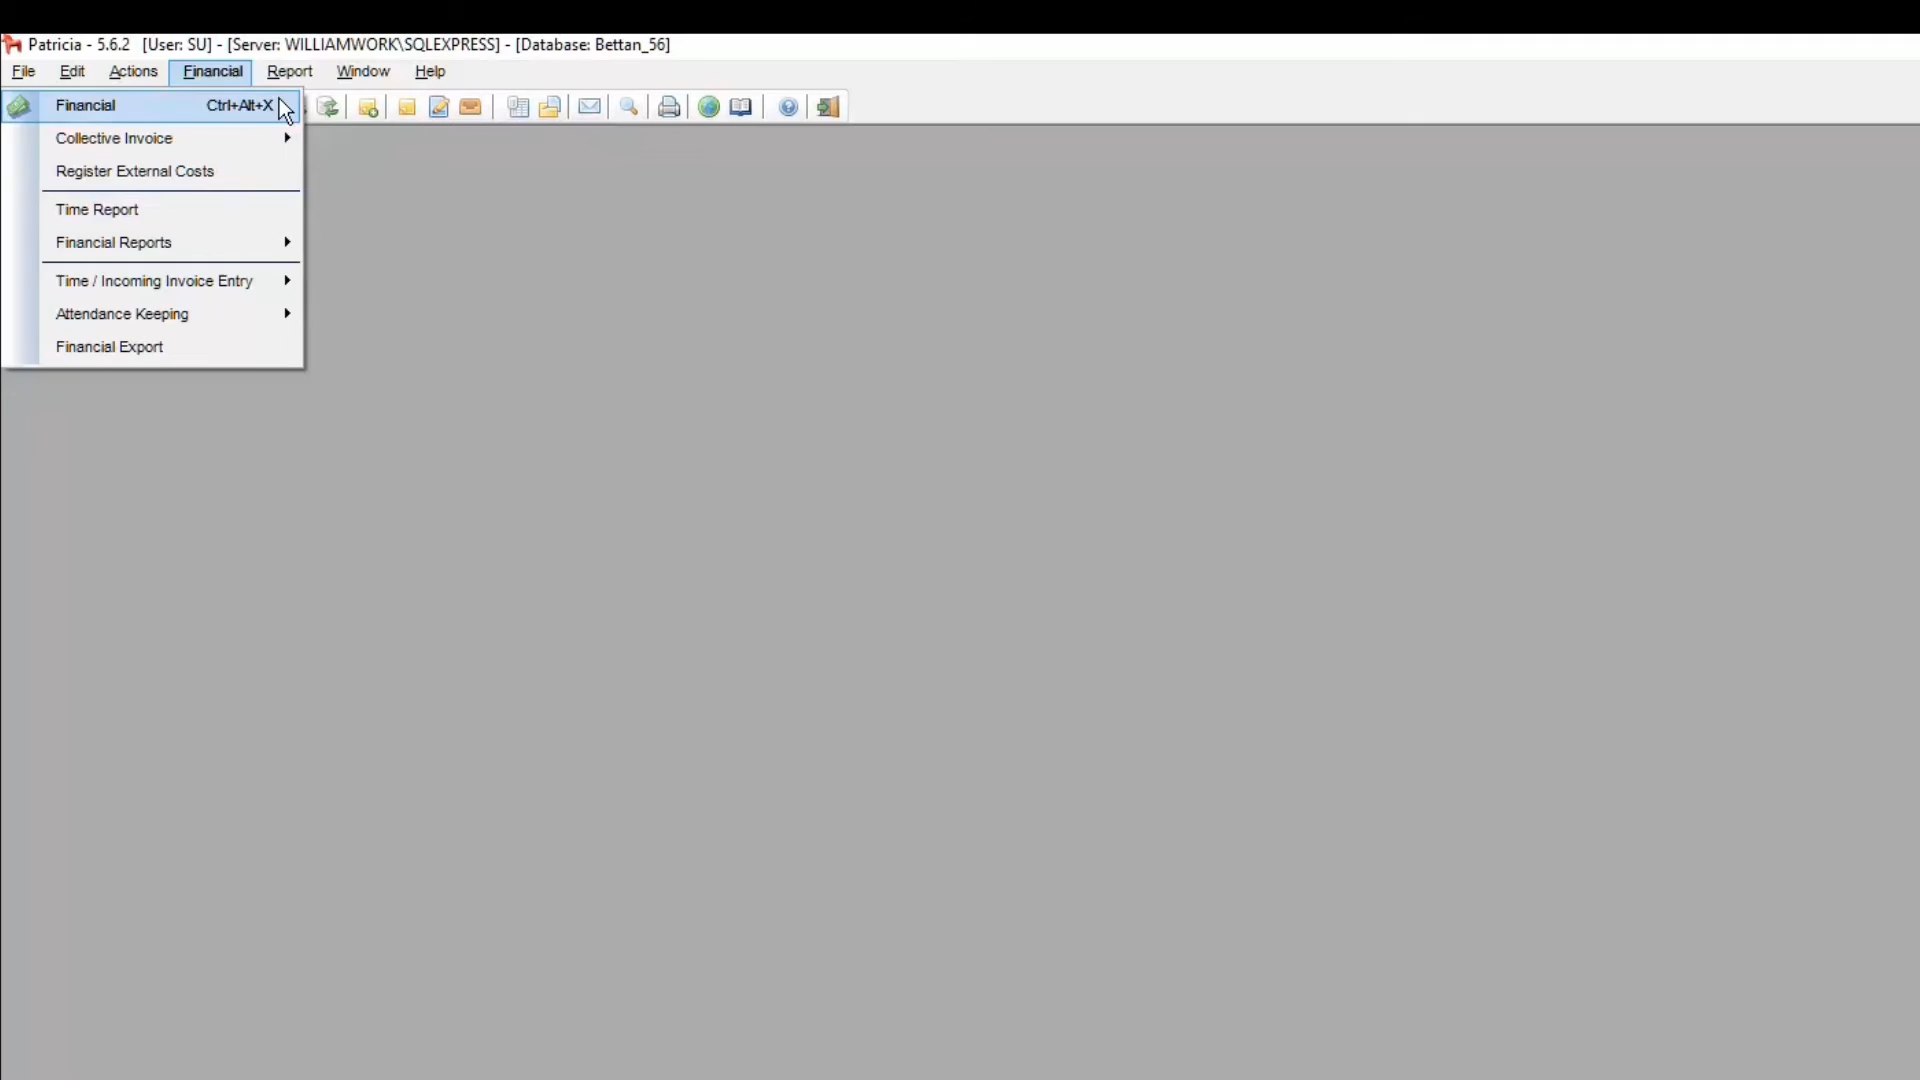 Patricia - 5.6.2 [User: SU] - [Server: WILLIAMWORK\SQLEXPRESS] - [Database: Bettan_56]
File Edit Actions Financial Report Window Help
Financial Ctrl+Alt+X
Collective Invoice
Register External Costs
Time Report
Financial Reports
Time / Incoming Invoice Entry
Attendance Keeping
Financial Export